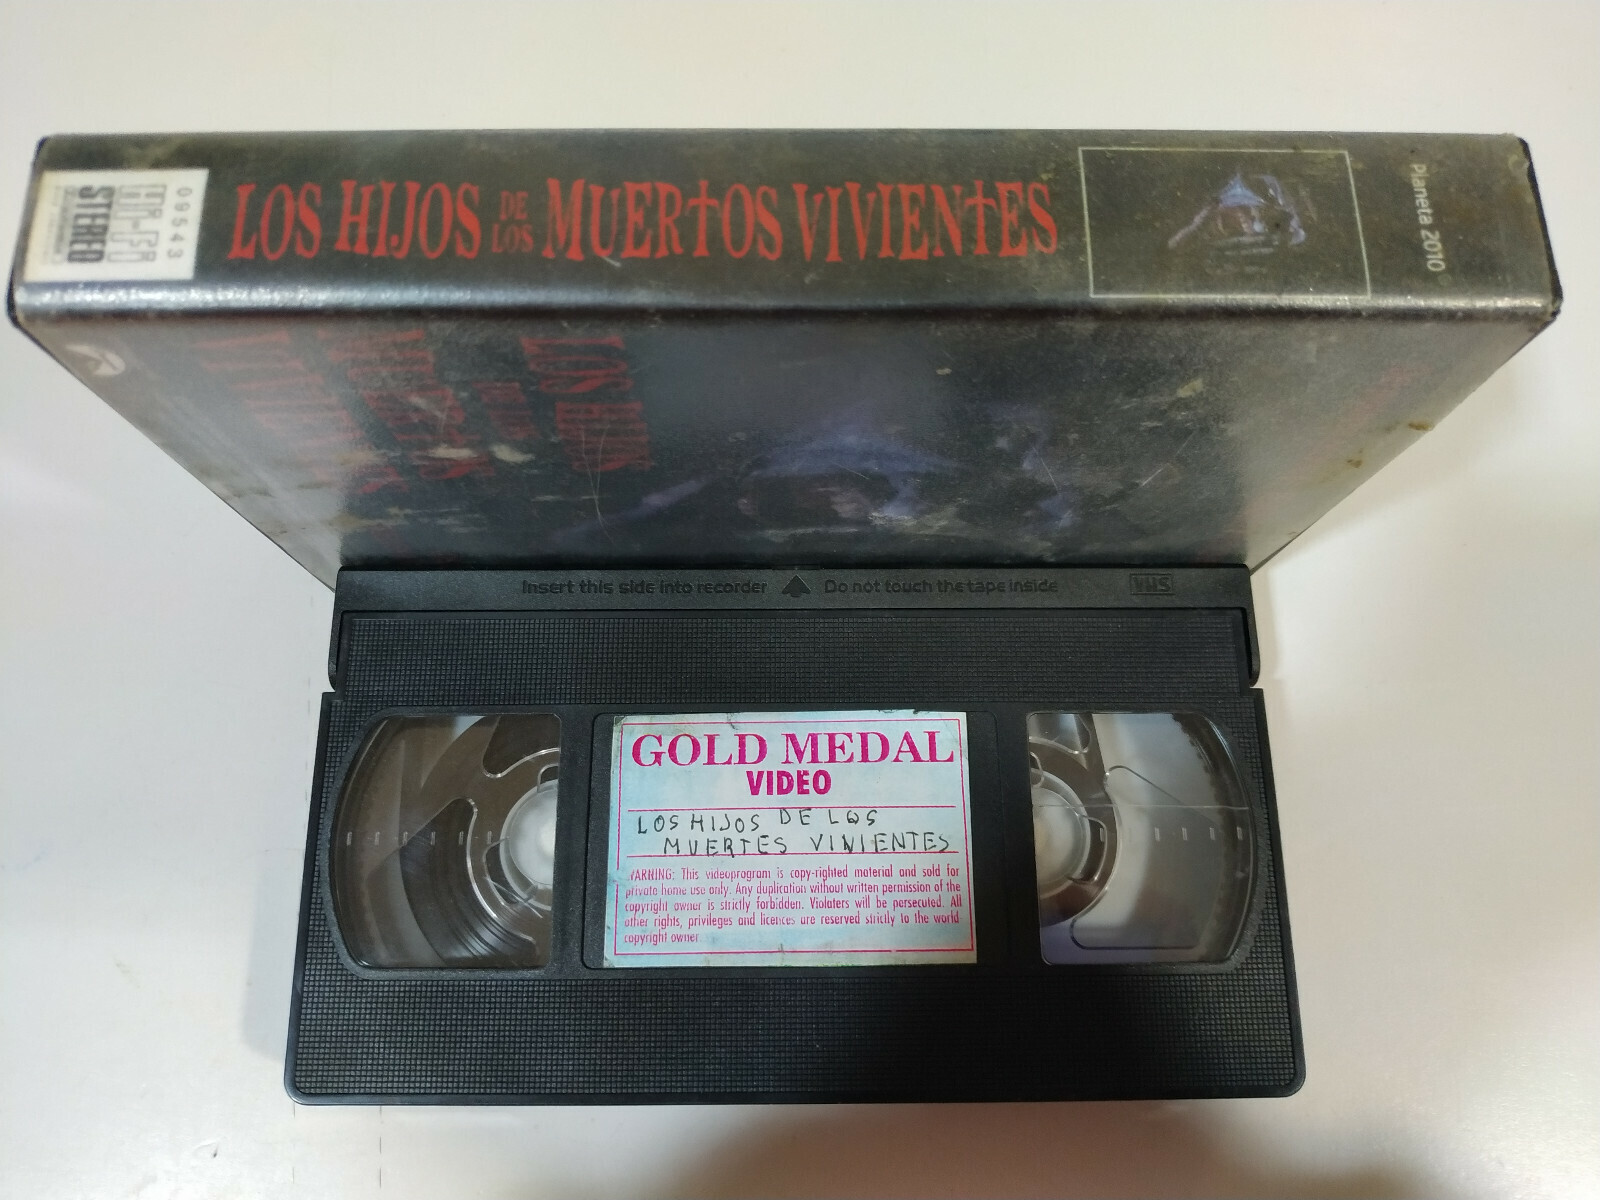 09543
STEREO
LOS HIJOS DE LOS MUERTOS VIVIENTES
Planeta 2010
Insert this side into recorder Do not touch the tape inside VHS
GOLD MEDAL
VIDEO
LOS HIJOS DE LOS
MUERTES VIVIENTES
WARNING: This videoprogram is copy-righted material and sold for
private home use only. Any duplication without written permission of the
copyright owner is strictly forbidden. Violaters will be persecuted. All
other rights, privileges and licences are reserved strictly to the world
copyright owner